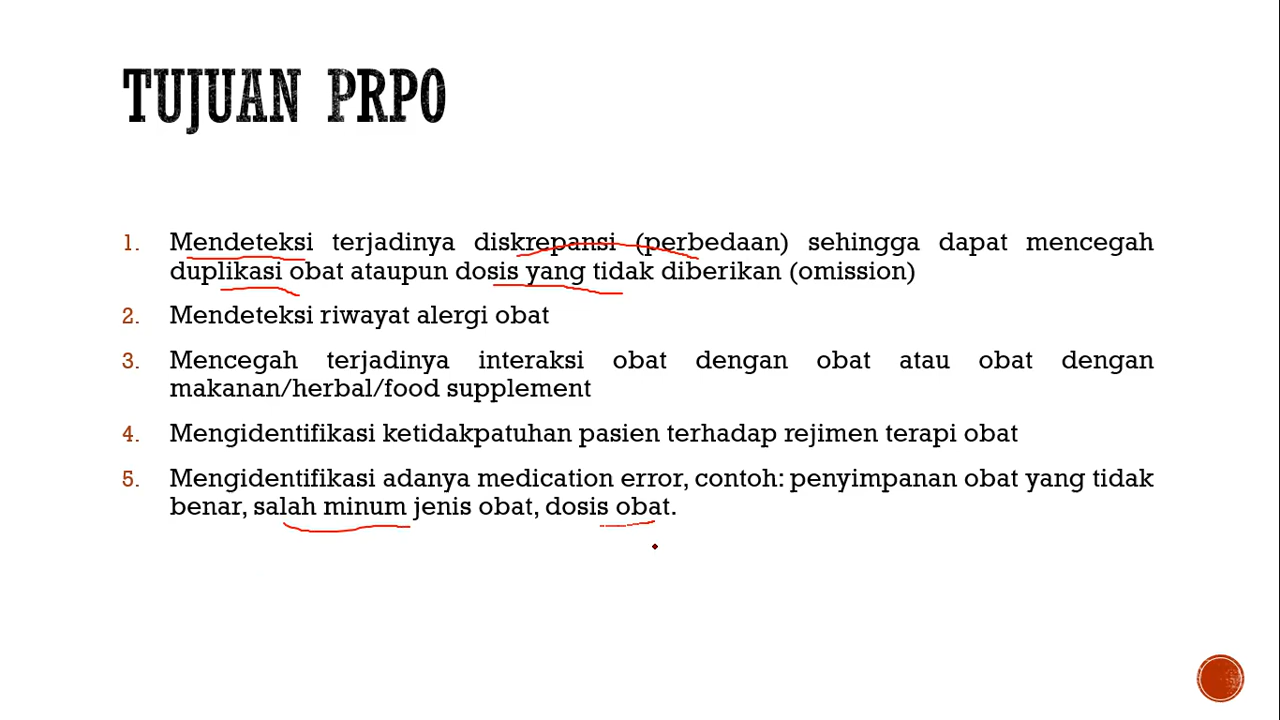 TUJUAN PRPO
1. Mendeteksi terjadinya diskrepansi (perbedaan) sehingga dapat mencegah
duplikasi obat ataupun dosis yang tidak diberikan (omission)
2. Mendeteksi riwayat alergi obat
3. Mencegah terjadinya interaksi obat dengan obat atau obat dengan
makanan/herbal/food supplement
4. Mengidentifikasi ketidakpatuhan pasien terhadap rejimen terapi obat
5. Mengidentifikasi adanya medication error, contoh: penyimpanan obat yang tidak
benar, salah minum jenis obat, dosis obat.